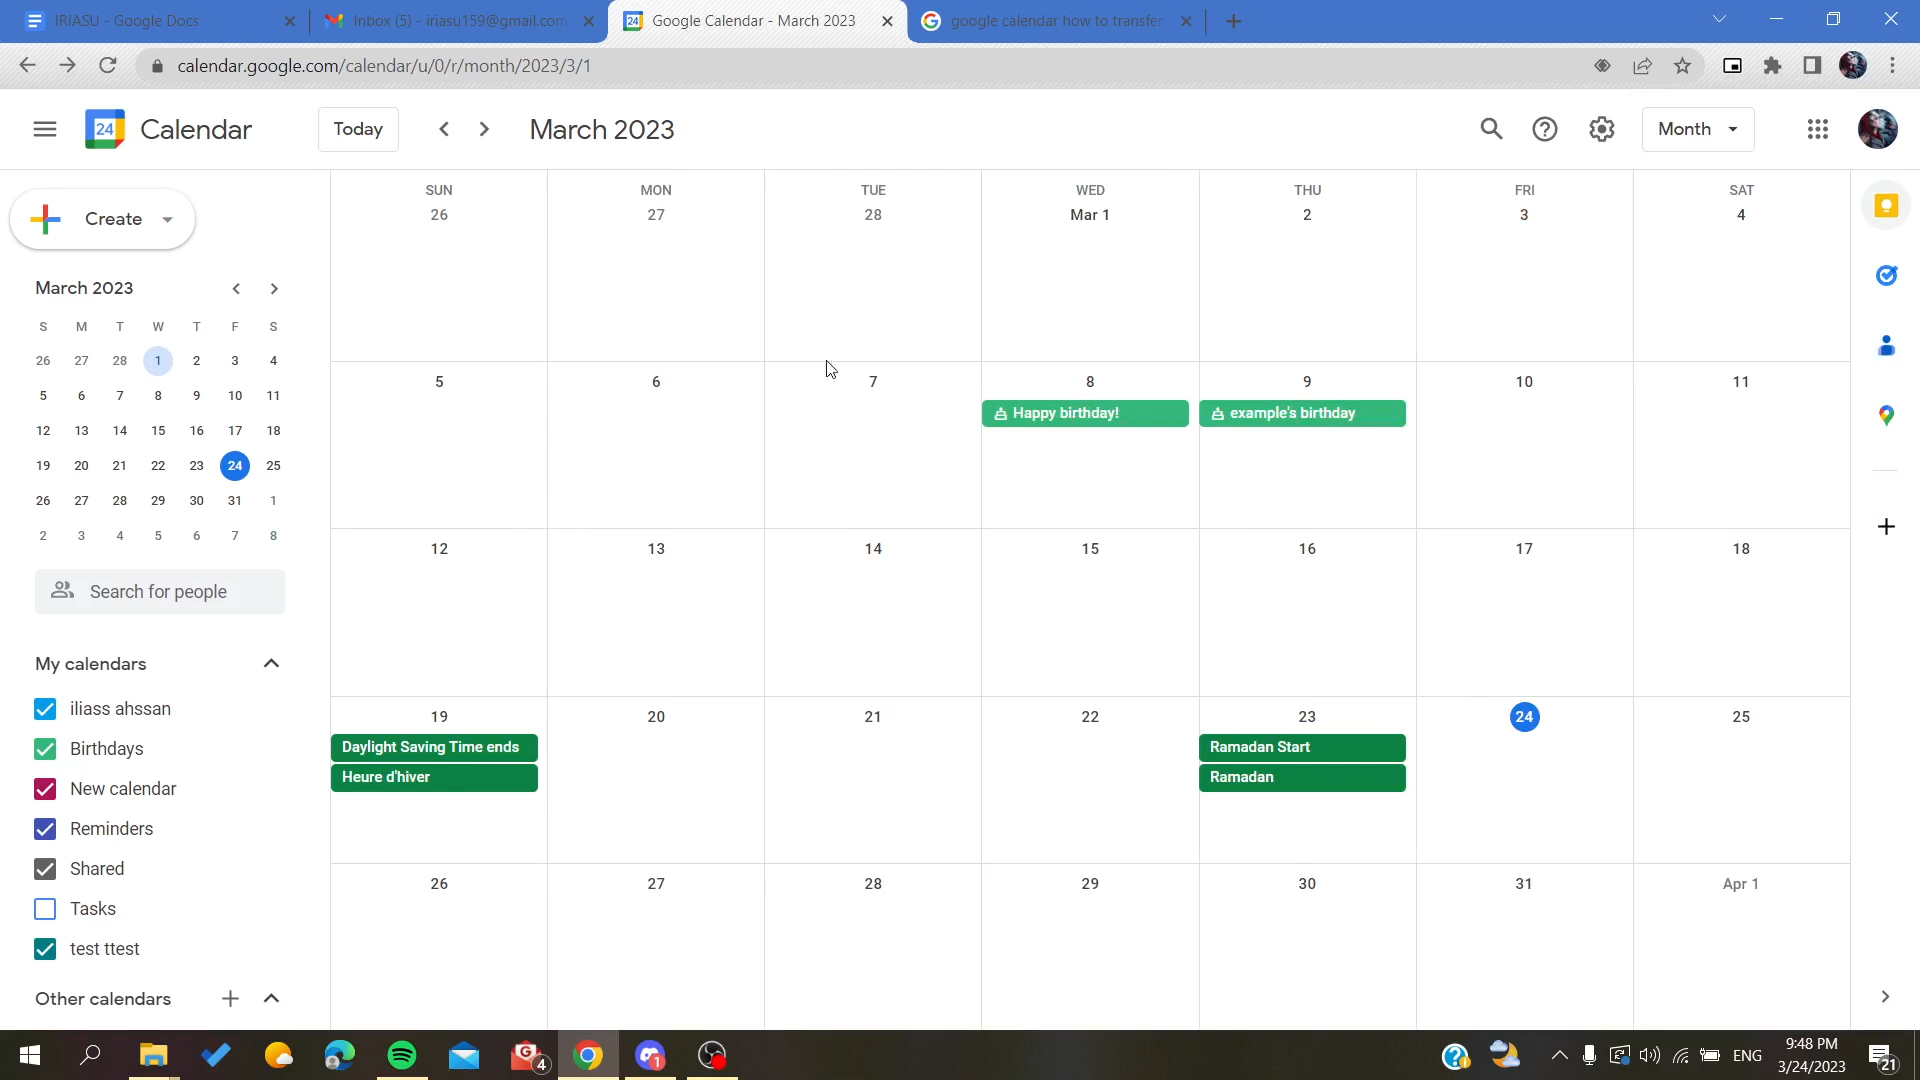 IRIASU - Google Docs
Inbox (5) - iriasu159@gmail.com
Google Calendar - March 2023
google calendar how to transfer
calendar.google.com/calendar/u/0/r/month/2023/3/1
24 Calendar
Today
March 2023
Month
Create
March 2023
S M T W T F S
26 27 28 1 2 3 4
5 6 7 8 9 10 11
12 13 14 15 16 17 18
19 20 21 22 23 24 25
26 27 28 29 30 31 1
2 3 4 5 6 7 8
Search for people
My calendars
iliass ahssan
Birthdays
New calendar
Reminders
Shared
Tasks
test ttest
Other calendars
SUN MON TUE WED THU FRI SAT
26 27 28 Mar 1 2 3 4
5 6 7 8 9 10 11
Happy birthday! example's birthday
12 13 14 15 16 17 18
19 20 21 22 23 24 25
Daylight Saving Time ends Ramadan Start
Heure d'hiver Ramadan
26 27 28 29 30 31 Apr 1
4
1
ENG
9:48 PM
3/24/2023
21